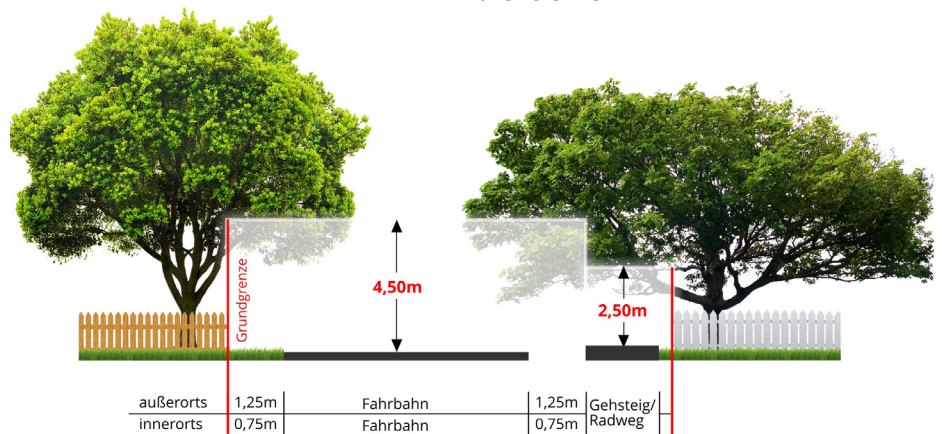 4,50m
Grundgrenze
2,50m
außerorts 1,25m Fahrbahn 1,25m Gehsteig/
innerorts 0,75m Fahrbahn 0,75m Radweg